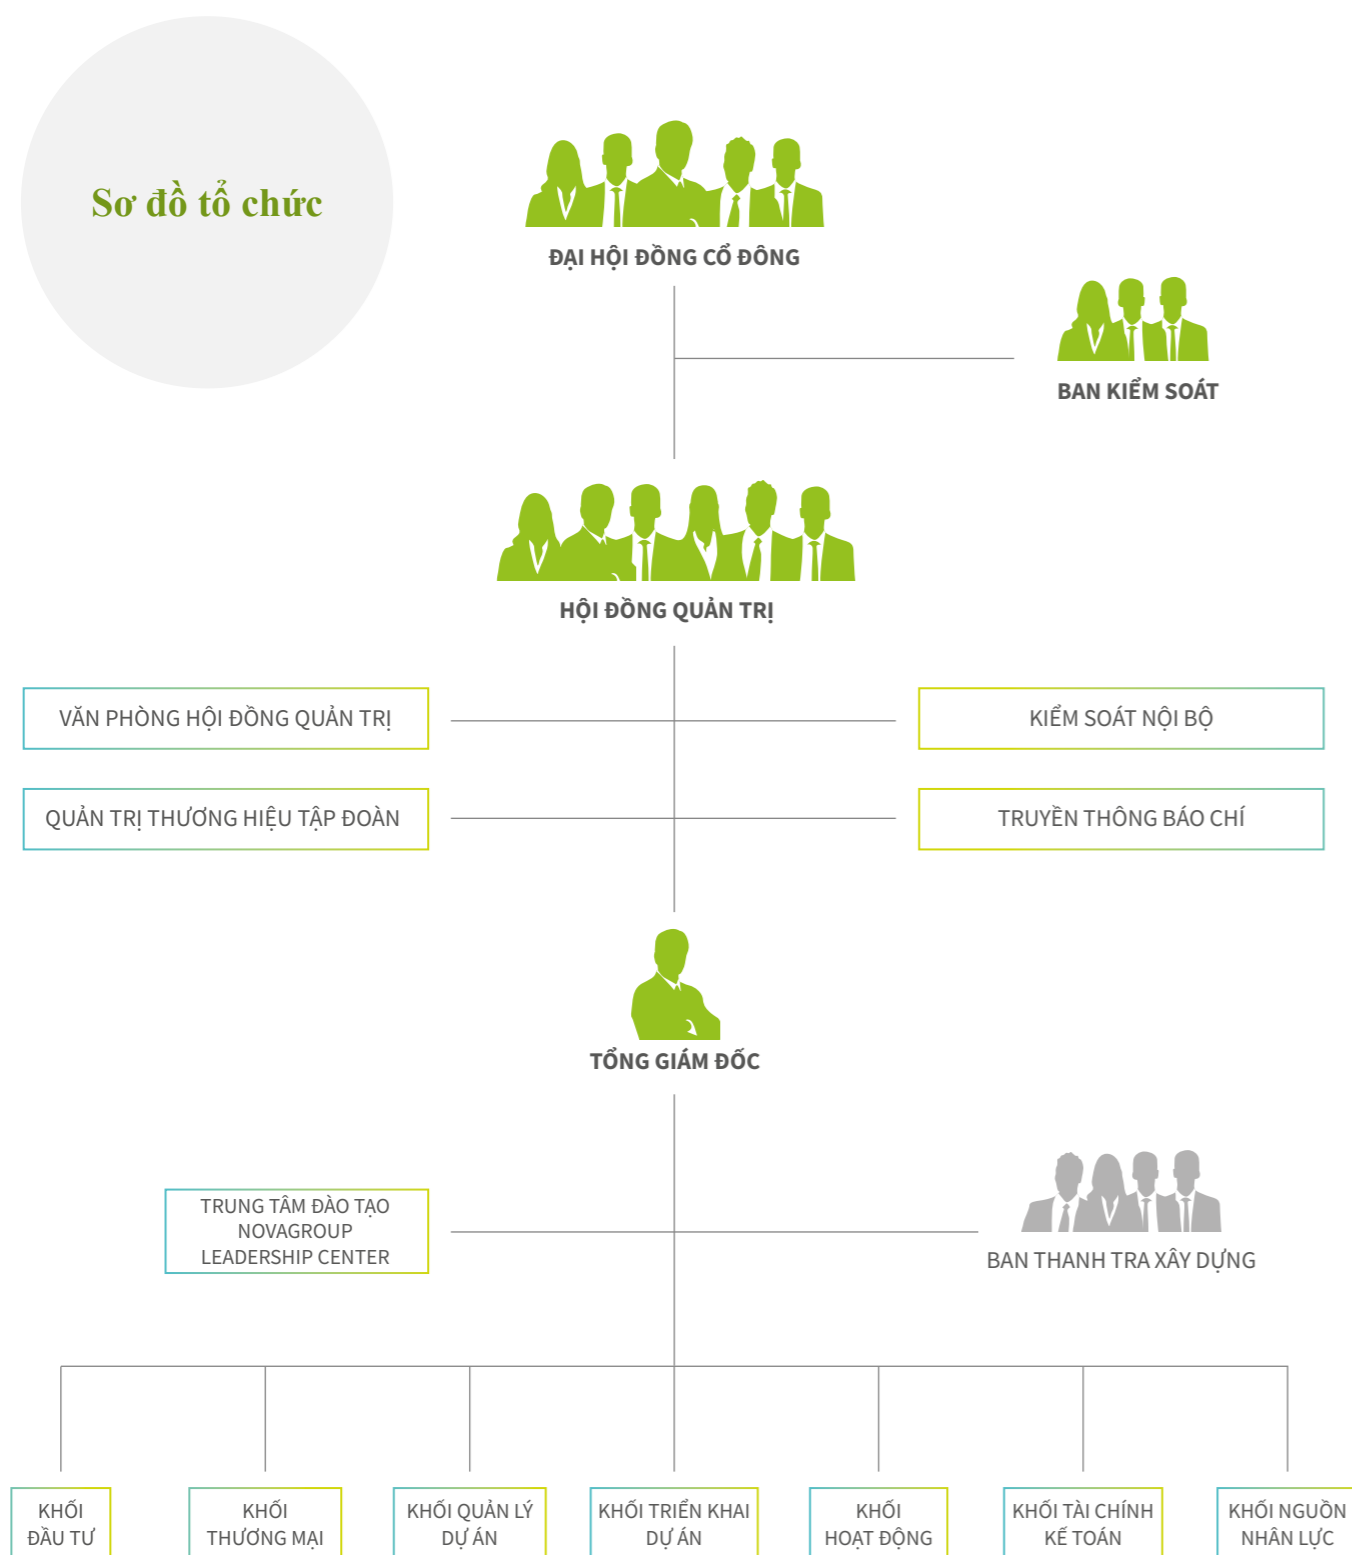 Sơ đồ tổ chức
ĐẠI HỘI ĐỒNG CỔ ĐÔNG
BAN KIỂM SOÁT
HỘI ĐỒNG QUẢN TRỊ
VĂN PHÒNG HỘI ĐỒNG QUẢN TRỊ
KIỂM SOÁT NỘI BỘ
QUẢN TRỊ THƯƠNG HIỆU TẬP ĐOÀN
TRUYỀN THÔNG BÁO CHÍ
TỔNG GIÁM ĐỐC
TRUNG TÂM ĐÀO TẠO
NOVAGROUP
LEADERSHIP CENTER
BAN THANH TRA XÂY DỰNG
KHỐI
ĐẦU TƯ
KHỐI
THƯƠNG MẠI
KHỐI QUẢN LÝ
DỰ ÁN
KHỐI TRIỂN KHAI
DỰ ÁN
KHỐI
HOẠT ĐỘNG
KHỐI TÀI CHÍNH
KẾ TOÁN
KHỐI NGUỒN
NHÂN LỰC